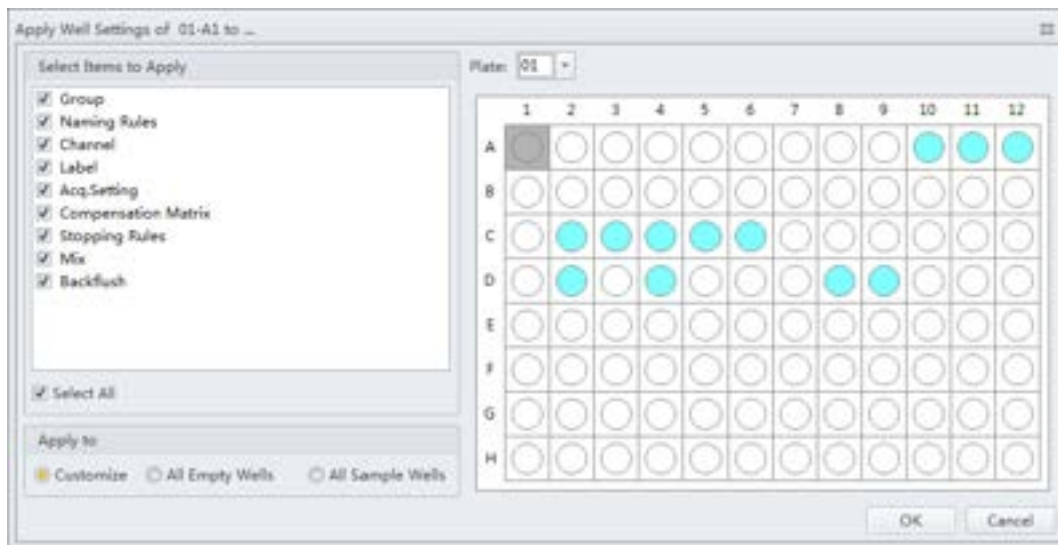 Apply Well Settings of 01-A1 to ...
Select Items to Apply
Group
Naming Rules
Channel
Label
Acq.Setting
Compensation Matrix
Stopping Rules
Mix
Backflush
Select All
Apply to
Customize All Empty Wells All Sample Wells
Plate: 01
1 2 3 4 5 6 7 8 9 10 11 12
A
B
C
D
E
F
G
H
OK Cancel